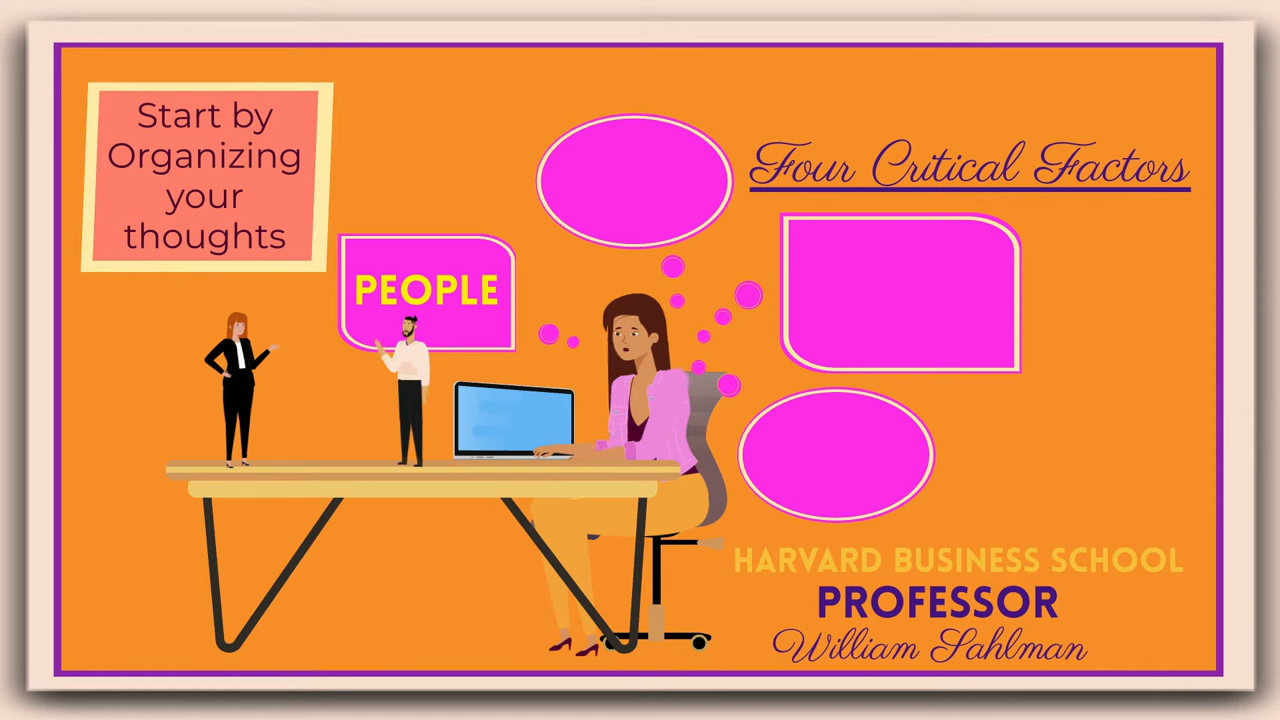 Start by
Organizing
your
thoughts
Four Critical Factors
PEOPLE
HARVARD BUSINESS SCHOOL
PROFESSOR
William Sahlman